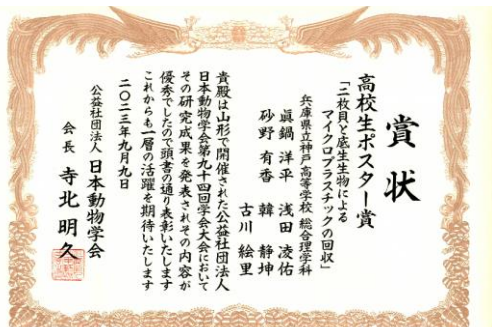 賞状
高校生ポスター賞
「二枚貝と底生生物による
マイクロプラスチックの回収」
兵庫県立神戸高等学校 総合理学科
眞鍋 洋平 浅田 凌佑
砂野 有香 韓 静坤
古川 絵里
貴殿は山形で開催された公益社団法人
日本動物学会第九十四回学会大会において
その研究成果を発表されその内容が
優秀でしたので頭書の通り表彰いたします
これからも一層の活躍を期待いたします
二〇二三年九月九日
公益社団法人 日本動物学会
会長 寺北 明久